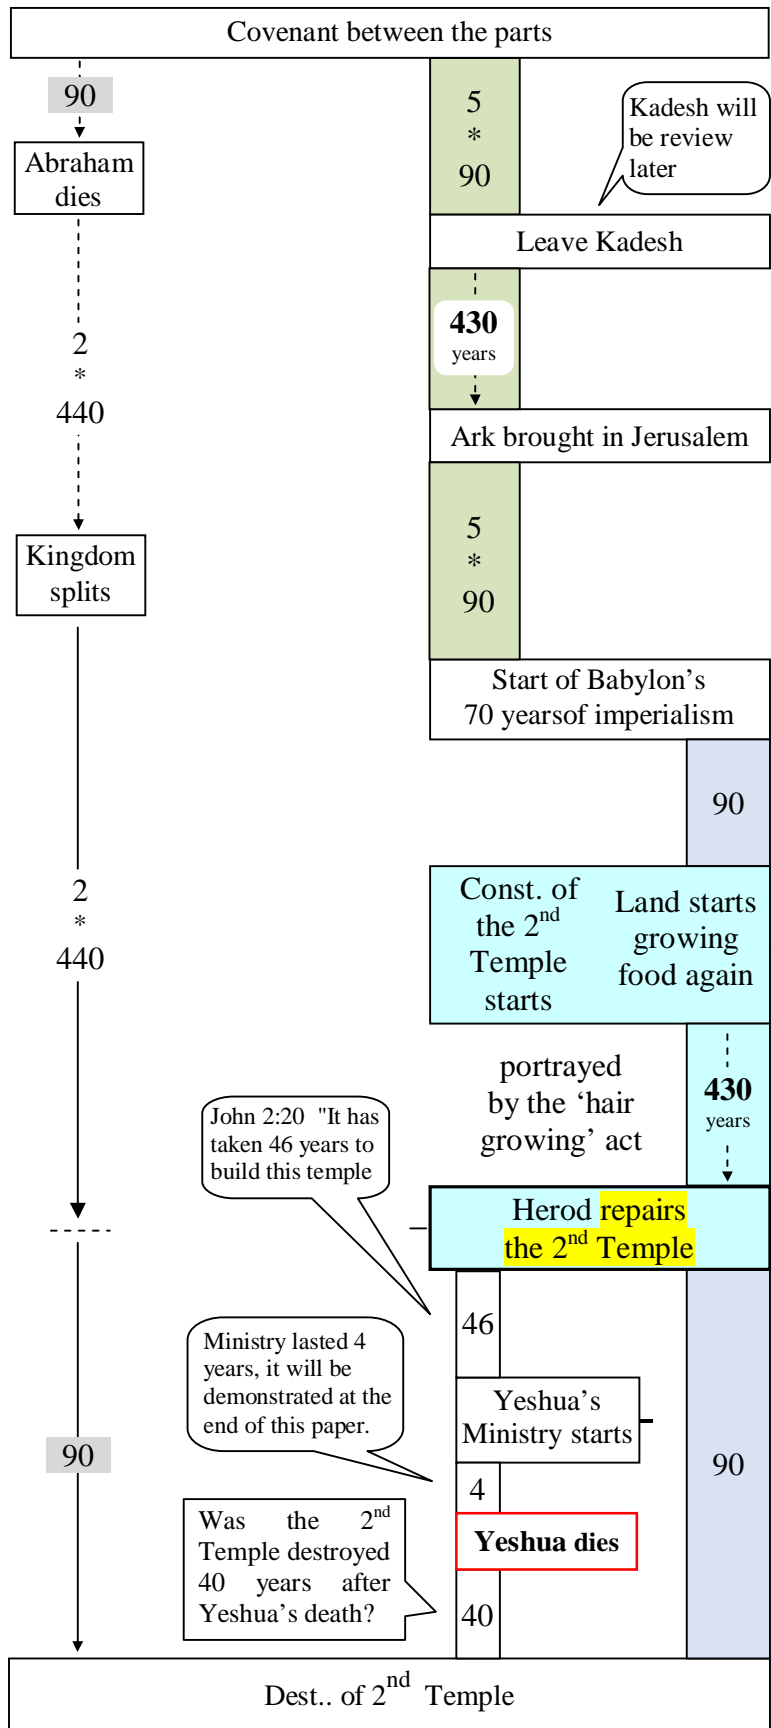 Covenant between the parts
90
5
*
90
Kadesh will
be review
later
Abraham
dies
Leave Kadesh
2
*
440
430
years
Ark brought in Jerusalem
5
*
90
Kingdom
splits
Start of Babylon’s
70 yearsof imperialism
90
2
*
440
Const. of
the 2nd
Temple
starts
Land starts
growing
food again
portrayed
by the ‘hair
growing’ act
430
years
John 2:20 "It has
taken 46 years to
build this temple
Herod repairs
the 2nd Temple
46
Ministry lasted 4
years, it will be
demonstrated at the
end of this paper.
Yeshua’s
Ministry starts
90
90
4
Was the 2nd
Temple destroyed
40 years after
Yeshua’s death?
Yeshua dies
40
Dest.. of 2nd Temple